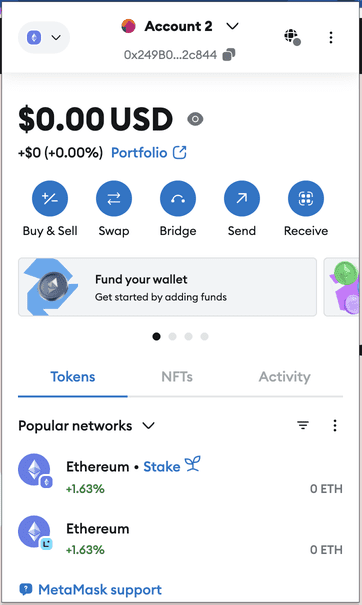 Account 2
0x249B0...2c844
$0.00 USD
+$0 (+0.00%) Portfolio
Buy & Sell Swap Bridge Send Receive
Fund your wallet
Get started by adding funds
Tokens NFTs Activity
Popular networks
Ethereum • Stake
+1.63% 0 ETH
Ethereum
+1.63% 0 ETH
MetaMask support